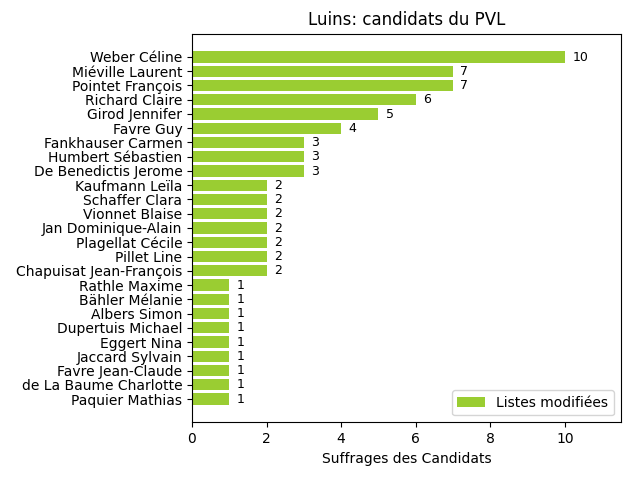 Luins: candidats du PVL
Weber Céline 10
Miéville Laurent 7
Pointet François 7
Richard Claire 6
Girod Jennifer 5
Favre Guy 4
Fankhauser Carmen 3
Humbert Sébastien 3
De Benedictis Jerome 3
Kaufmann Leïla 2
Schaffer Clara 2
Vionnet Blaise 2
Jan Dominique-Alain 2
Plagellat Cécile 2
Pillet Line 2
Chapuisat Jean-François 2
Rathle Maxime 1
Bähler Mélanie 1
Albers Simon 1
Dupertuis Michael 1
Eggert Nina 1
Jaccard Sylvain 1
Favre Jean-Claude 1
de La Baume Charlotte 1
Paquier Mathias 1
Listes modifiées
0 2 4 6 8 10
Suffrages des Candidats